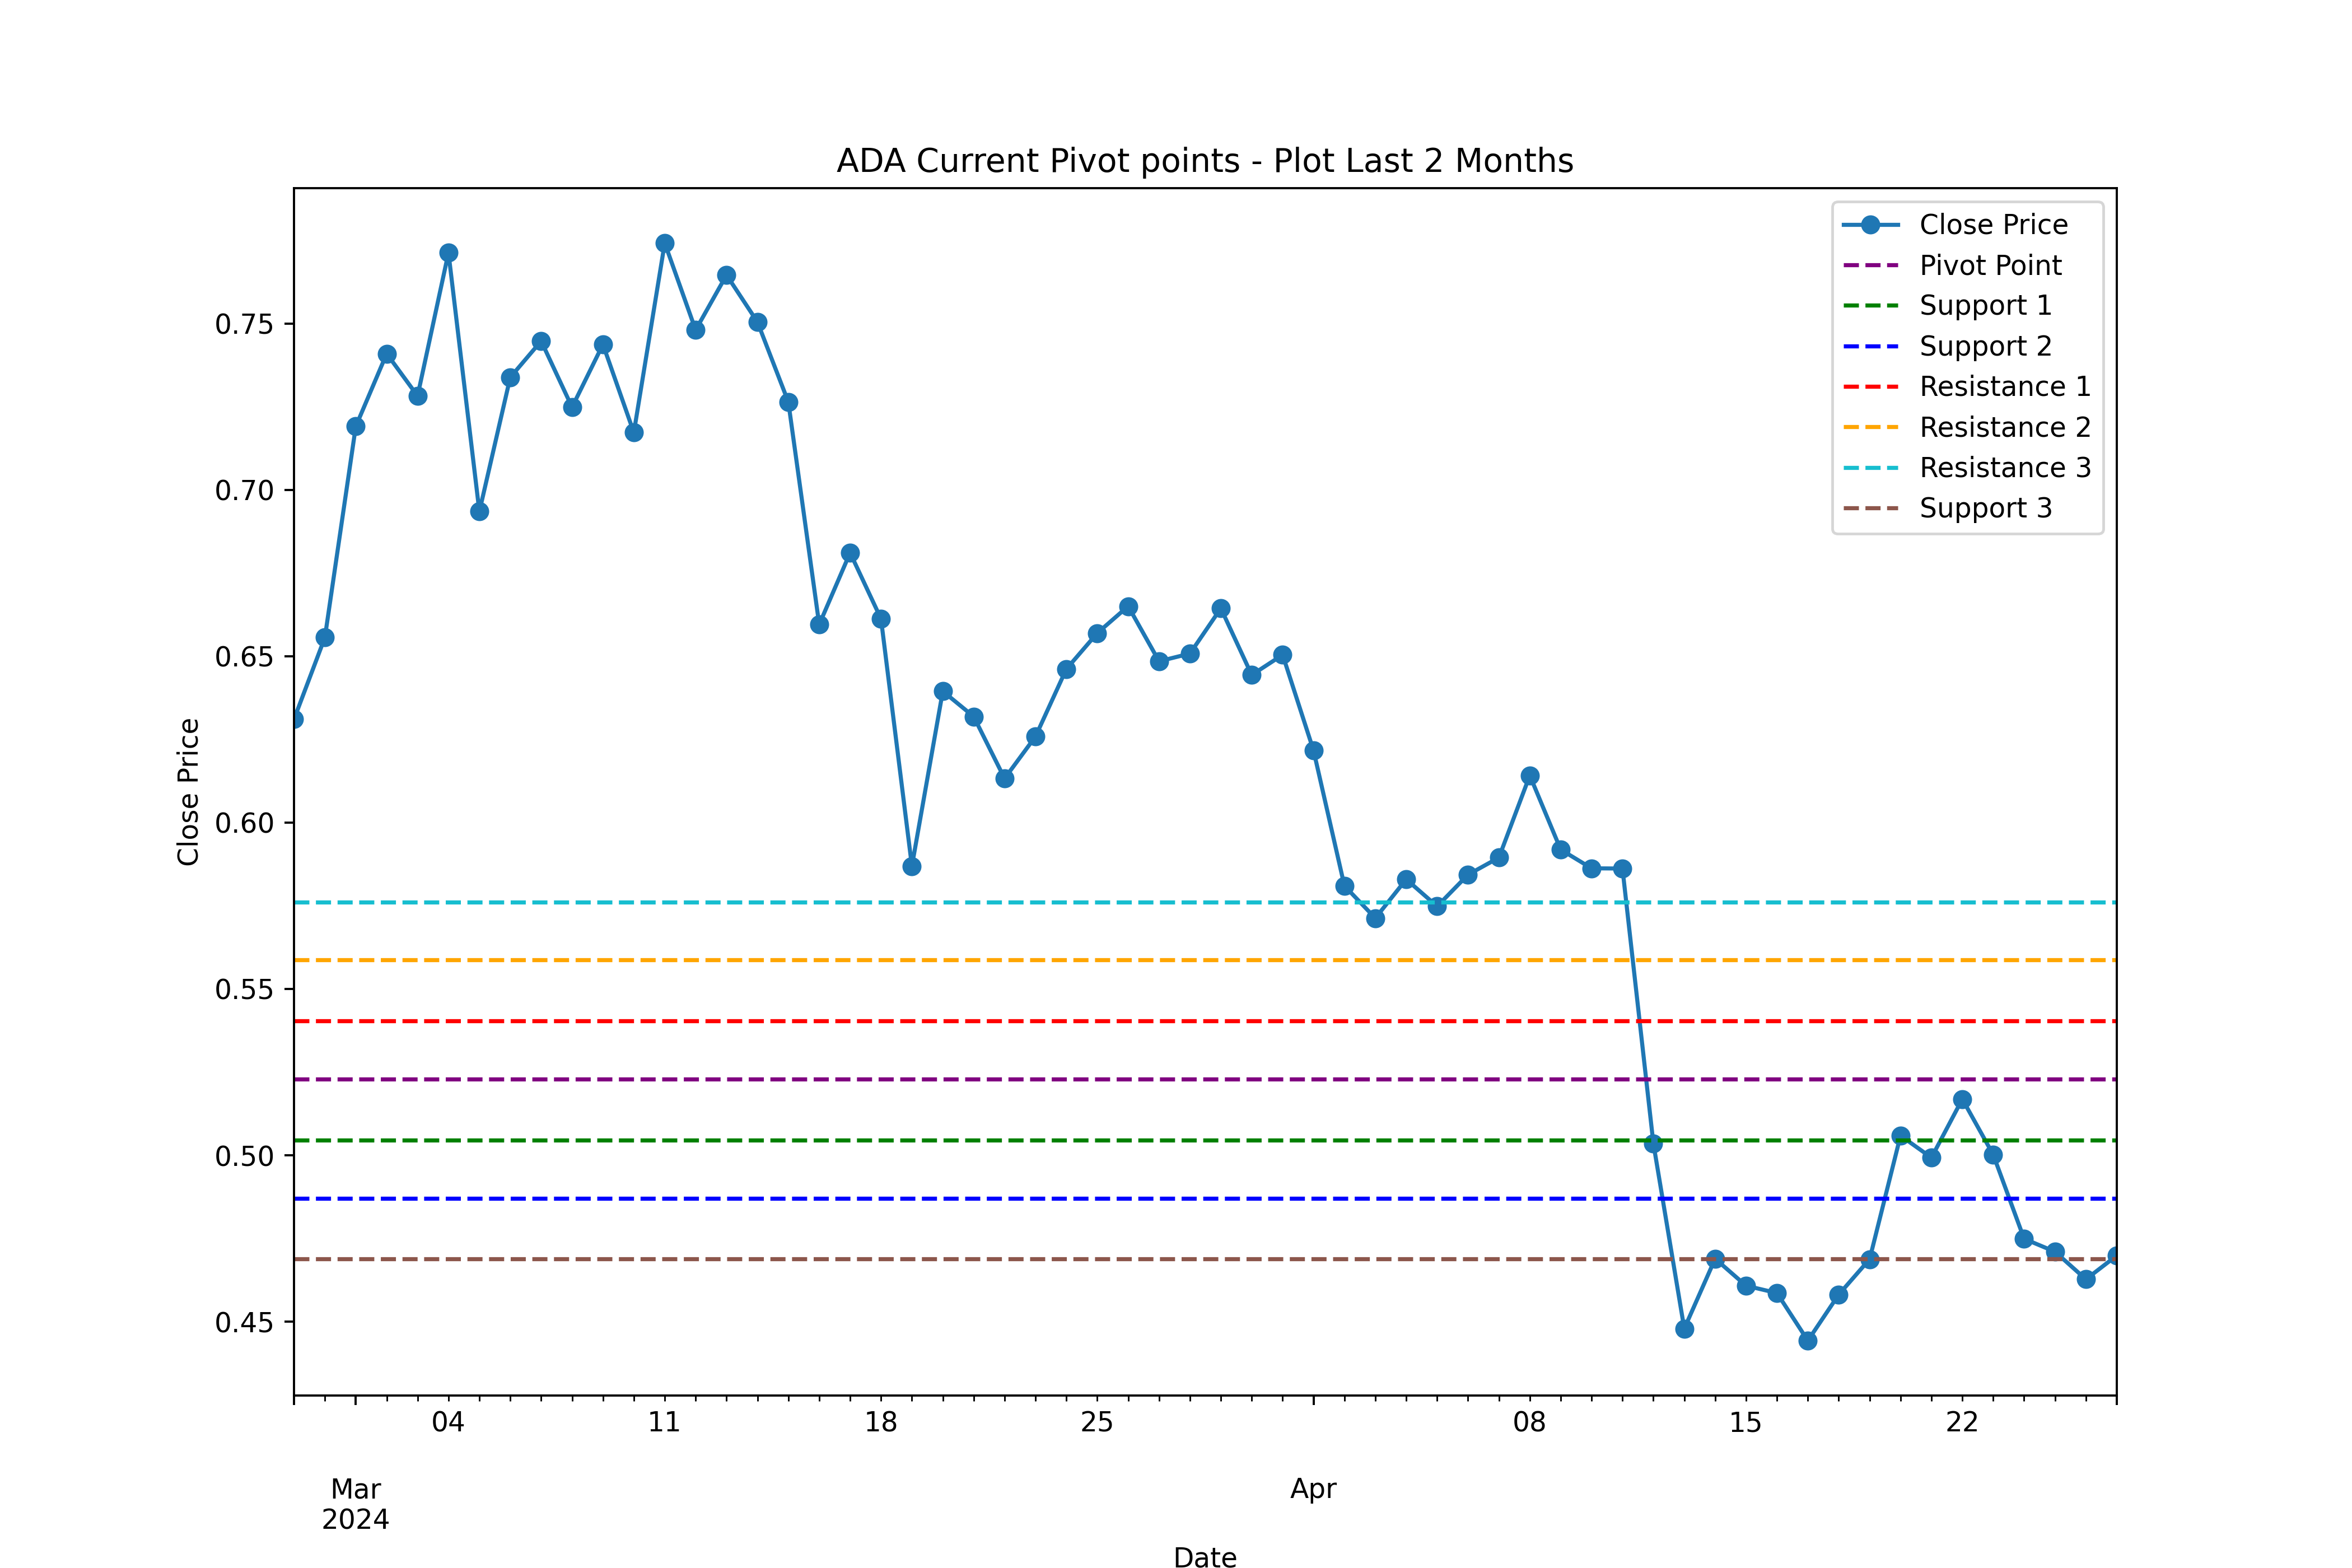 ADA Current Pivot points - Plot Last 2 Months
Close Price
Pivot Point
Support 1
Support 2
Resistance 1
Resistance 2
Resistance 3
Support 3
0.75
0.70
0.65
0.60
0.55
0.50
0.45
Close Price
04
11
18
25
08
15
22
Mar
2024
Apr
Date